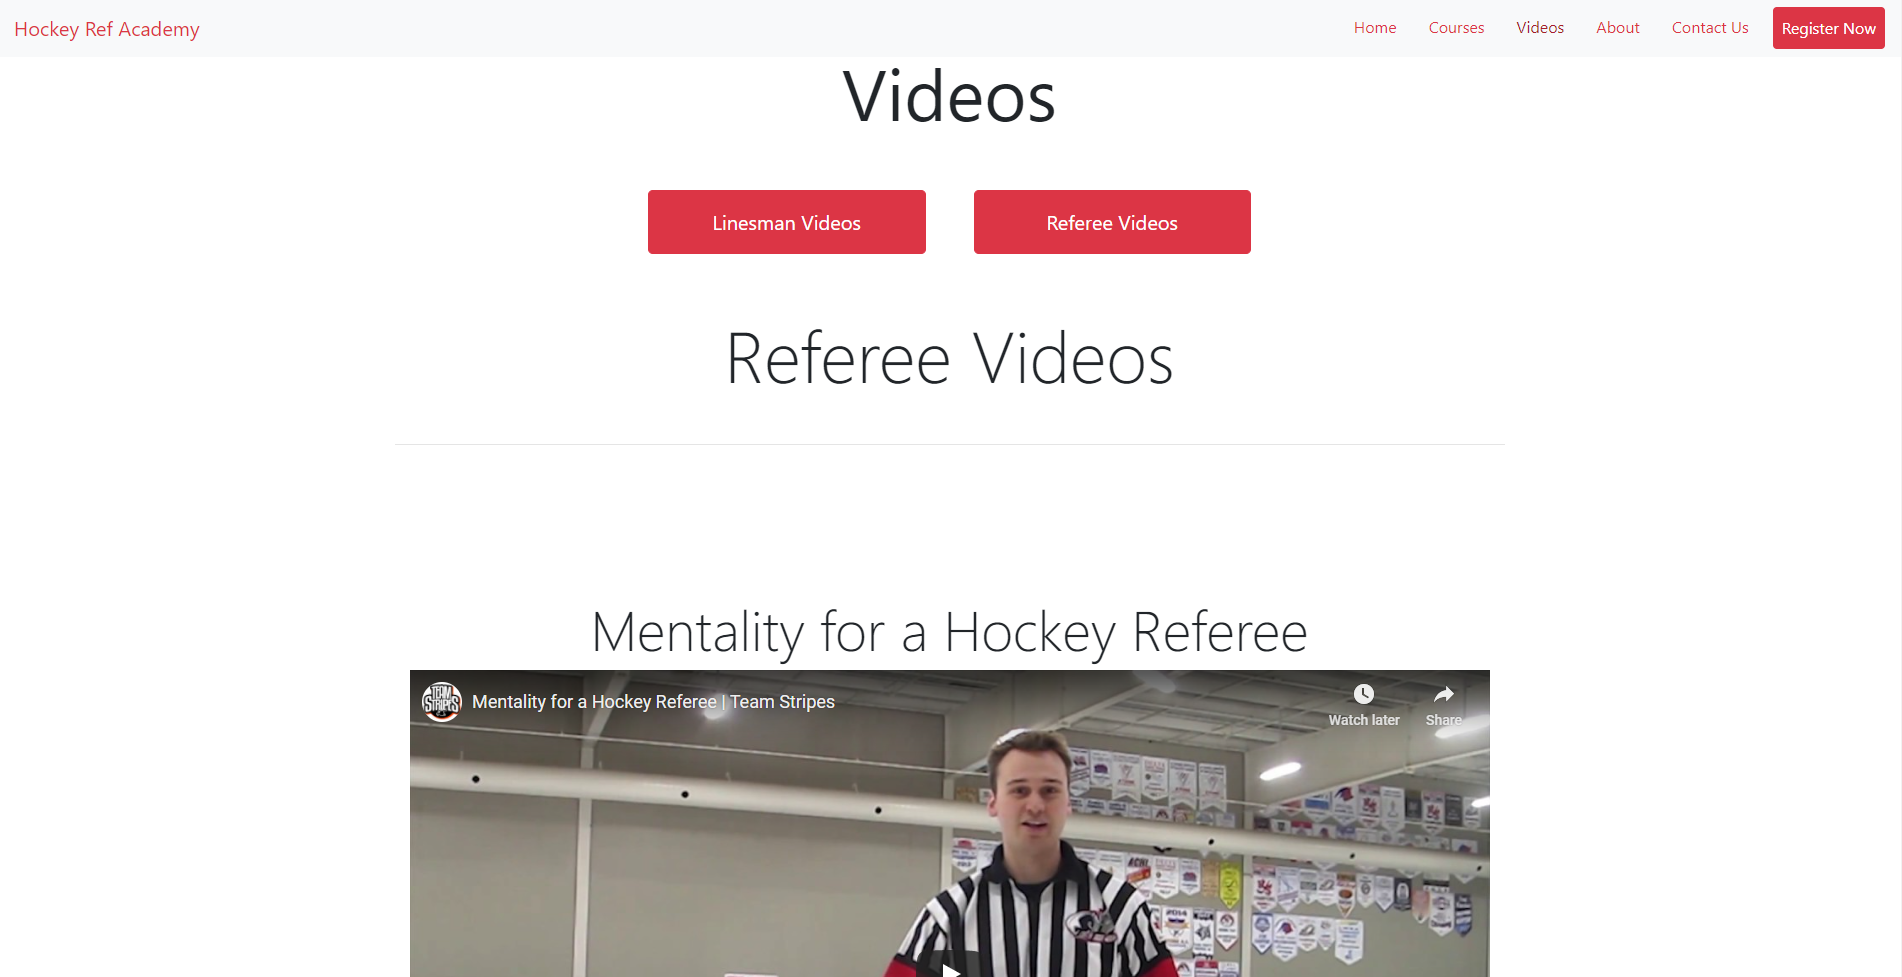 Hockey Ref Academy
Home
Courses
Videos
About
Contact Us
Register Now
Videos
Linesman Videos
Referee Videos
Referee Videos
Mentality for a Hockey Referee
TEAM
STRIPES
Mentality for a Hockey Referee | Team Stripes
Watch later
Share